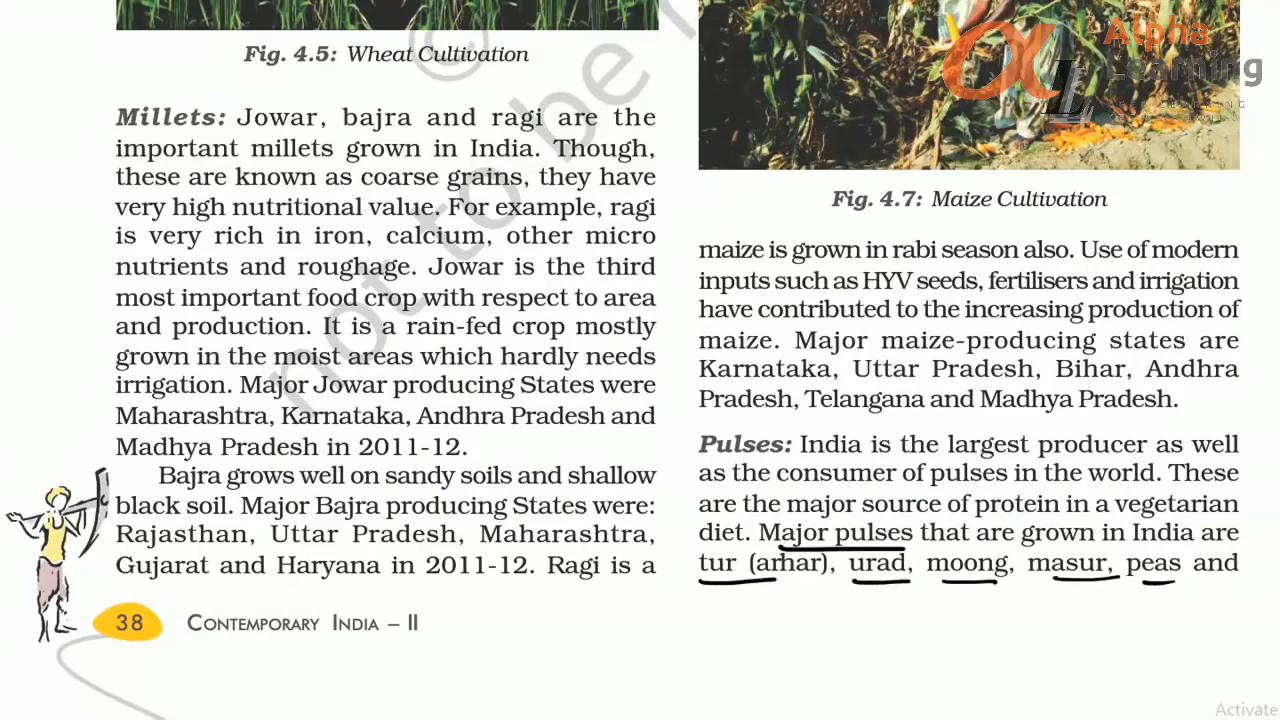 Fig. 4.5: Wheat Cultivation
Millets: Jowar, bajra and ragi are the
important millets grown in India. Though,
these are known as coarse grains, they have
very high nutritional value. For example, ragi
is very rich in iron, calcium, other micro
nutrients and roughage. Jowar is the third
most important food crop with respect to area
and production. It is a rain-fed crop mostly
grown in the moist areas which hardly needs
irrigation. Major Jowar producing States were
Maharashtra, Karnataka, Andhra Pradesh and
Madhya Pradesh in 2011-12.
Bajra grows well on sandy soils and shallow
black soil. Major Bajra producing States were:
Rajasthan, Uttar Pradesh, Maharashtra,
Gujarat and Haryana in 2011-12. Ragi is a
38 Contemporary India – II
Alpha
Learning
Fig. 4.7: Maize Cultivation
maize is grown in rabi season also. Use of modern
inputs such as HYV seeds, fertilisers and irrigation
have contributed to the increasing production of
maize. Major maize-producing states are
Karnataka, Uttar Pradesh, Bihar, Andhra
Pradesh, Telangana and Madhya Pradesh.
Pulses: India is the largest producer as well
as the consumer of pulses in the world. These
are the major source of protein in a vegetarian
diet. Major pulses that are grown in India are
tur (arhar), urad, moong, masur, peas and
© not to be
Activate